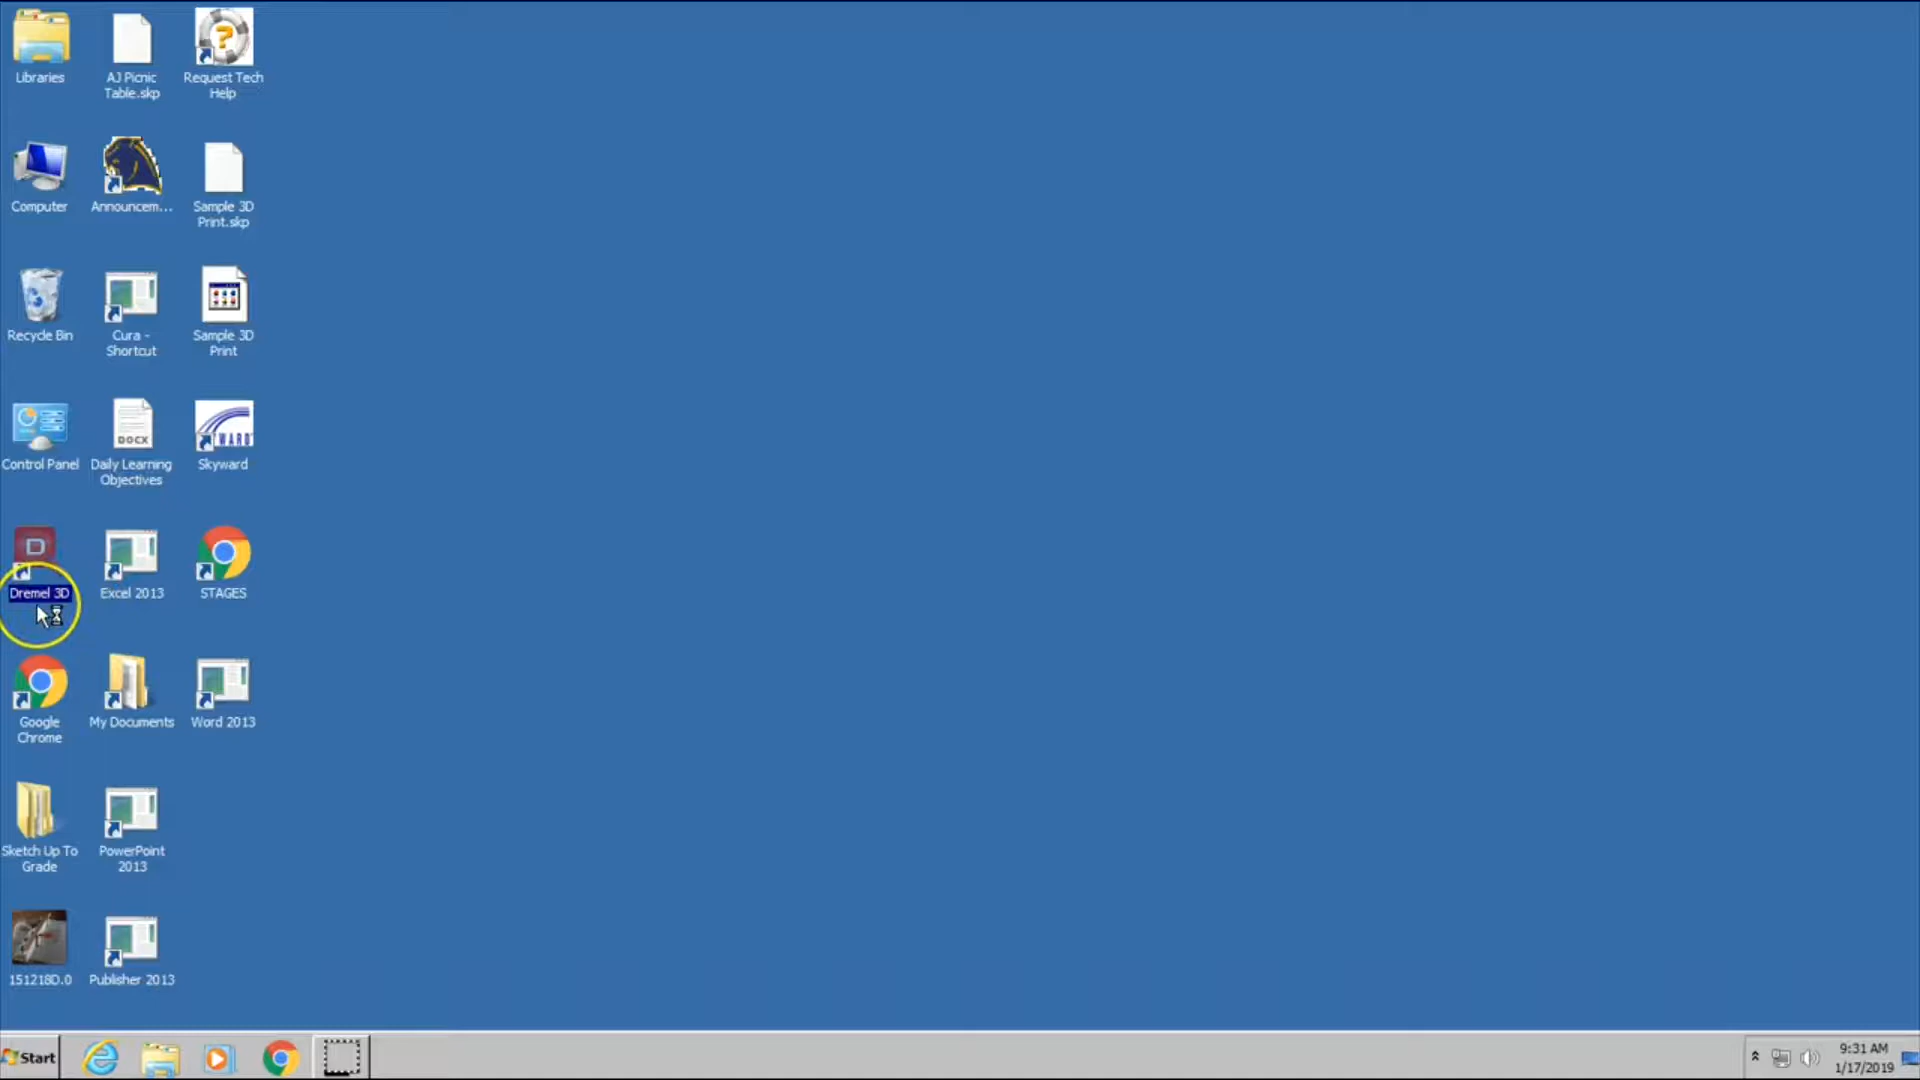 Libraries
AJ Picnic
Table.skp
Request Tech
Help
Computer
Announcem...
Sample 3D
Print.skp
Recycle Bin
Cura -
Shortcut
Sample 3D
Print
Control Panel
DOCX
Daily Learning
Objectives
WARD
Skyward
D
Dremel 3D
Excel 2013
STAGES
Google
Chrome
My Documents
Word 2013
Sketch Up To
Grade
PowerPoint
2013
151218D.0
Publisher 2013
Start
9:31 AM
1/17/2019